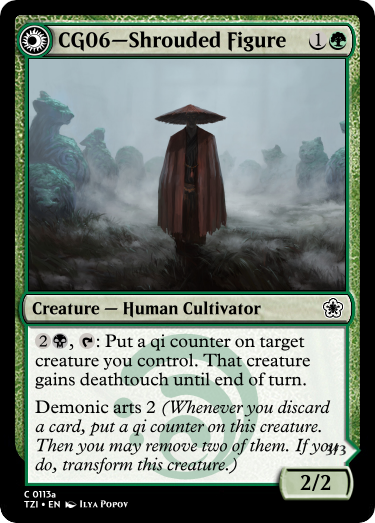 CG06—Shrouded Figure 1
Creature — Human Cultivator
2, : Put a qi counter on target
creature you control. That creature
gains deathtouch until end of turn.
Demonic arts 2 (Whenever you discard
a card, put a qi counter on this creature.
Then you may remove two of them. If you
do, transform this creature.)
3/3
2/2
C 0113a
TZI • EN Ilya Popov